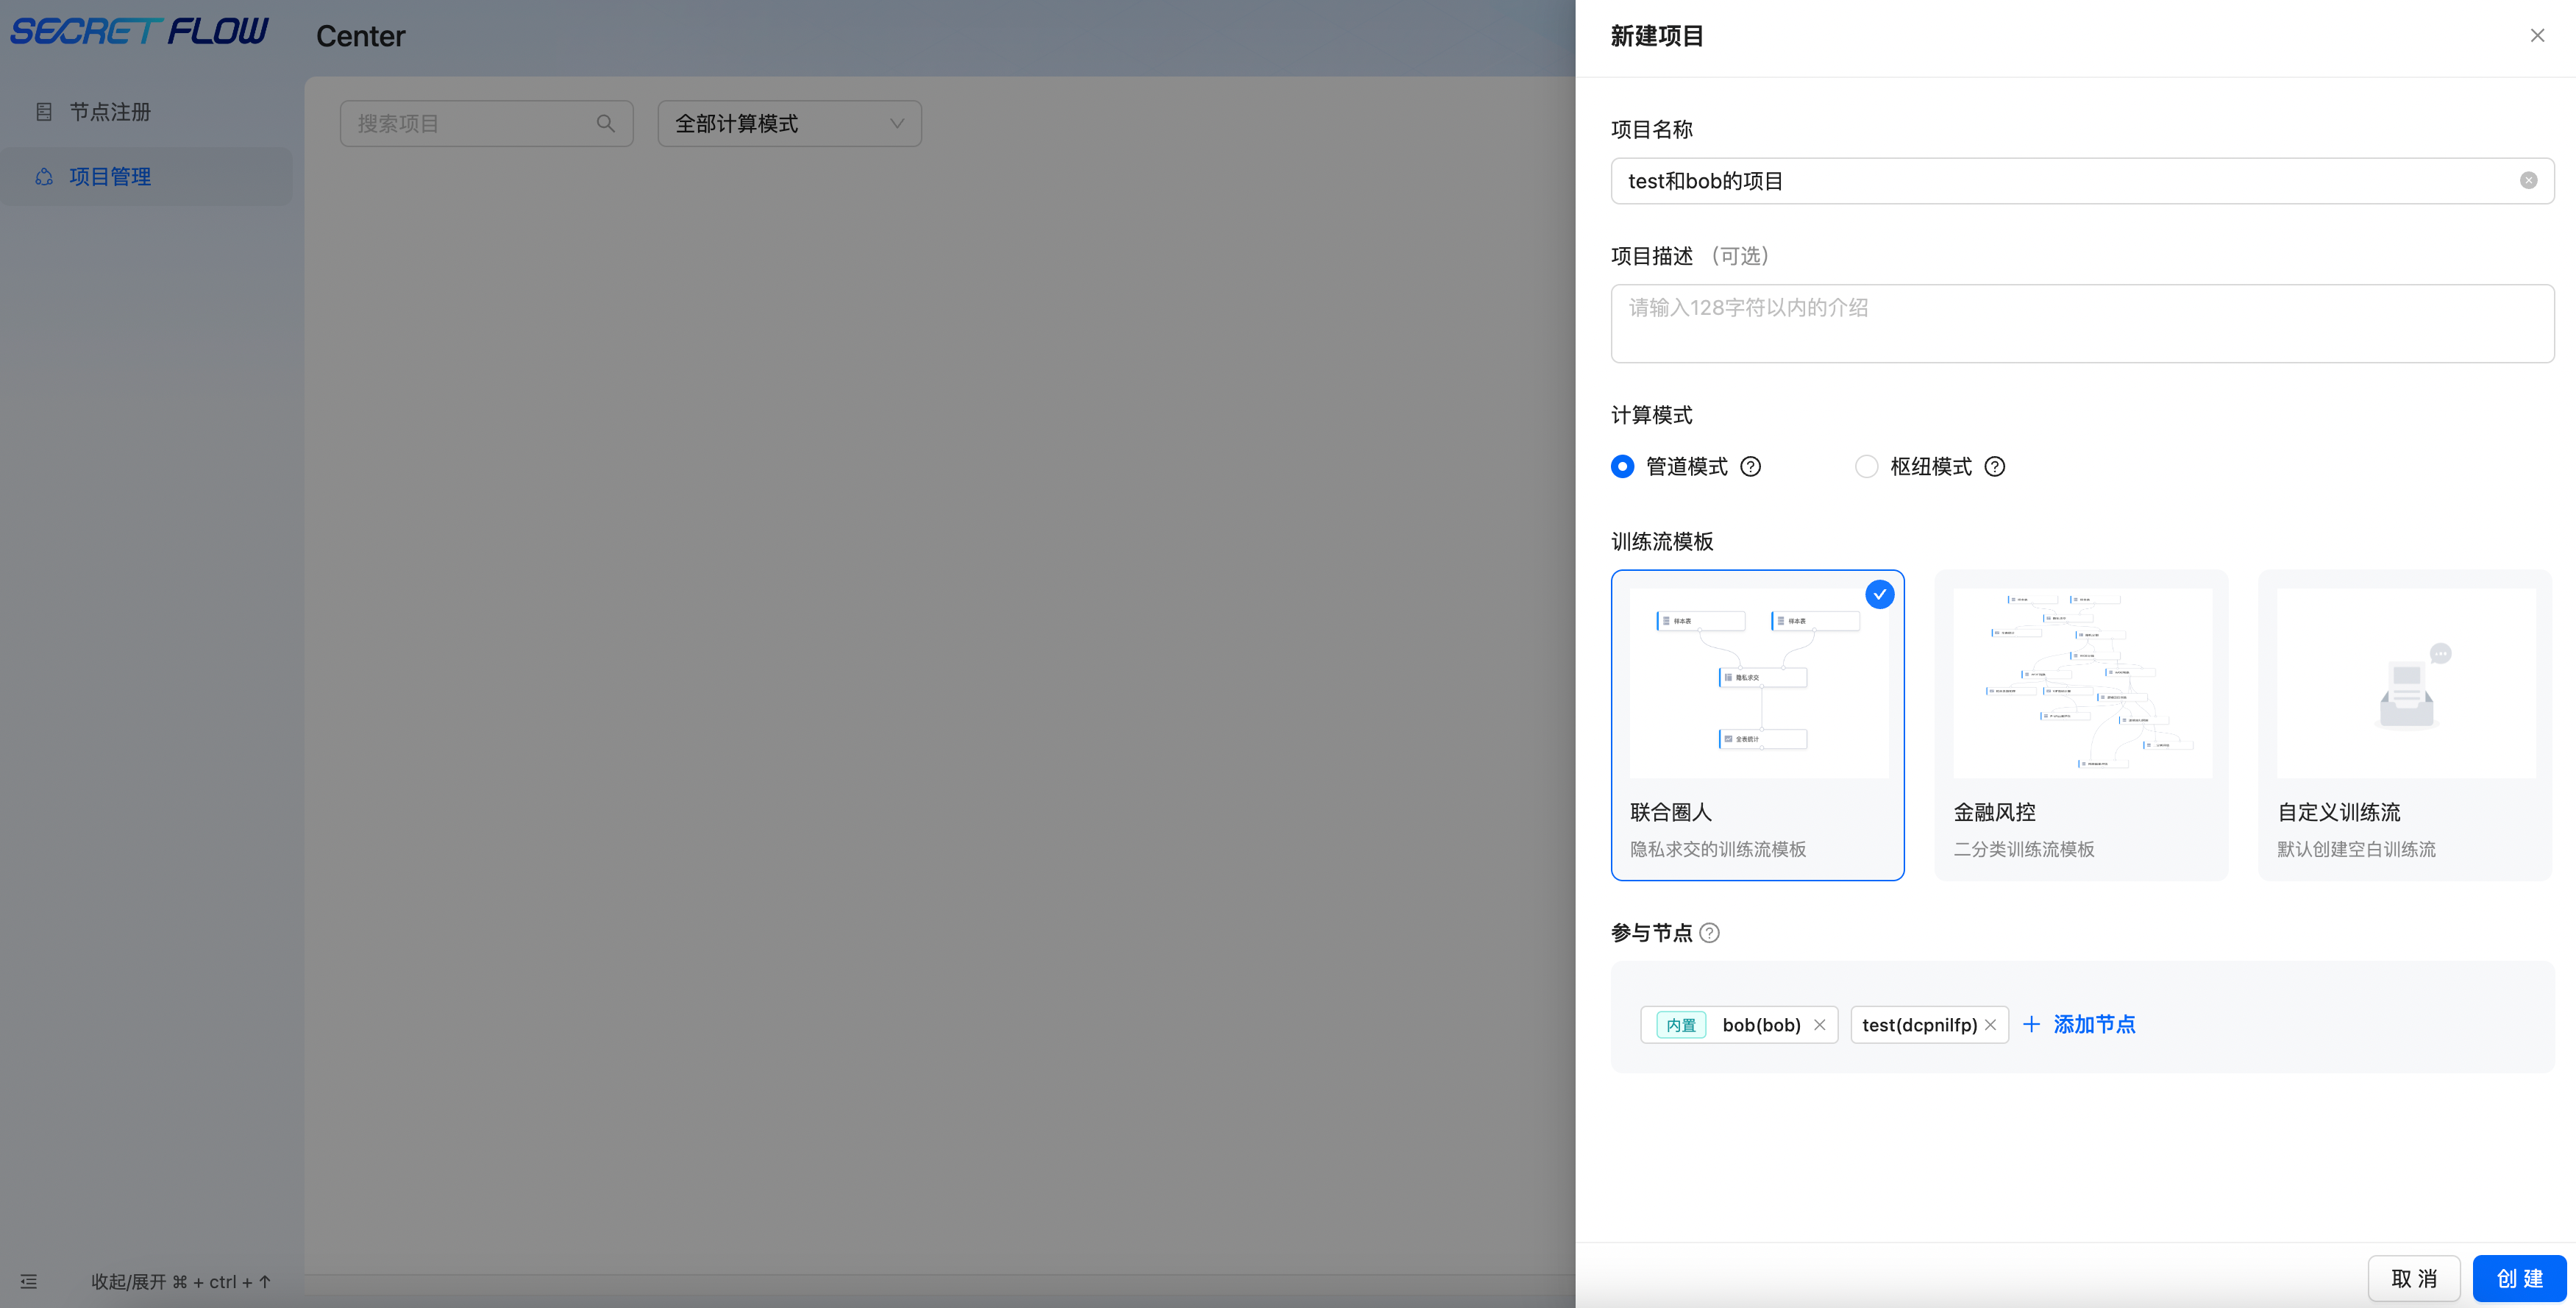 SECRET FLOW
Center
节点注册
项目管理
搜索项目
全部计算模式
收起/展开 ⌘ + ctrl + ↑
新建项目
项目名称
test和bob的项目
项目描述 （可选）
请输入128字符以内的介绍
计算模式
管道模式
枢纽模式
训练流模板
样本表 样本表
隐私求交
全表统计
联合圈人
隐私求交的训练流模板
金融风控
二分类训练流模板
自定义训练流
默认创建空白训练流
参与节点
内置 bob(bob) test(dcpnilfp) + 添加节点
取 消
创 建